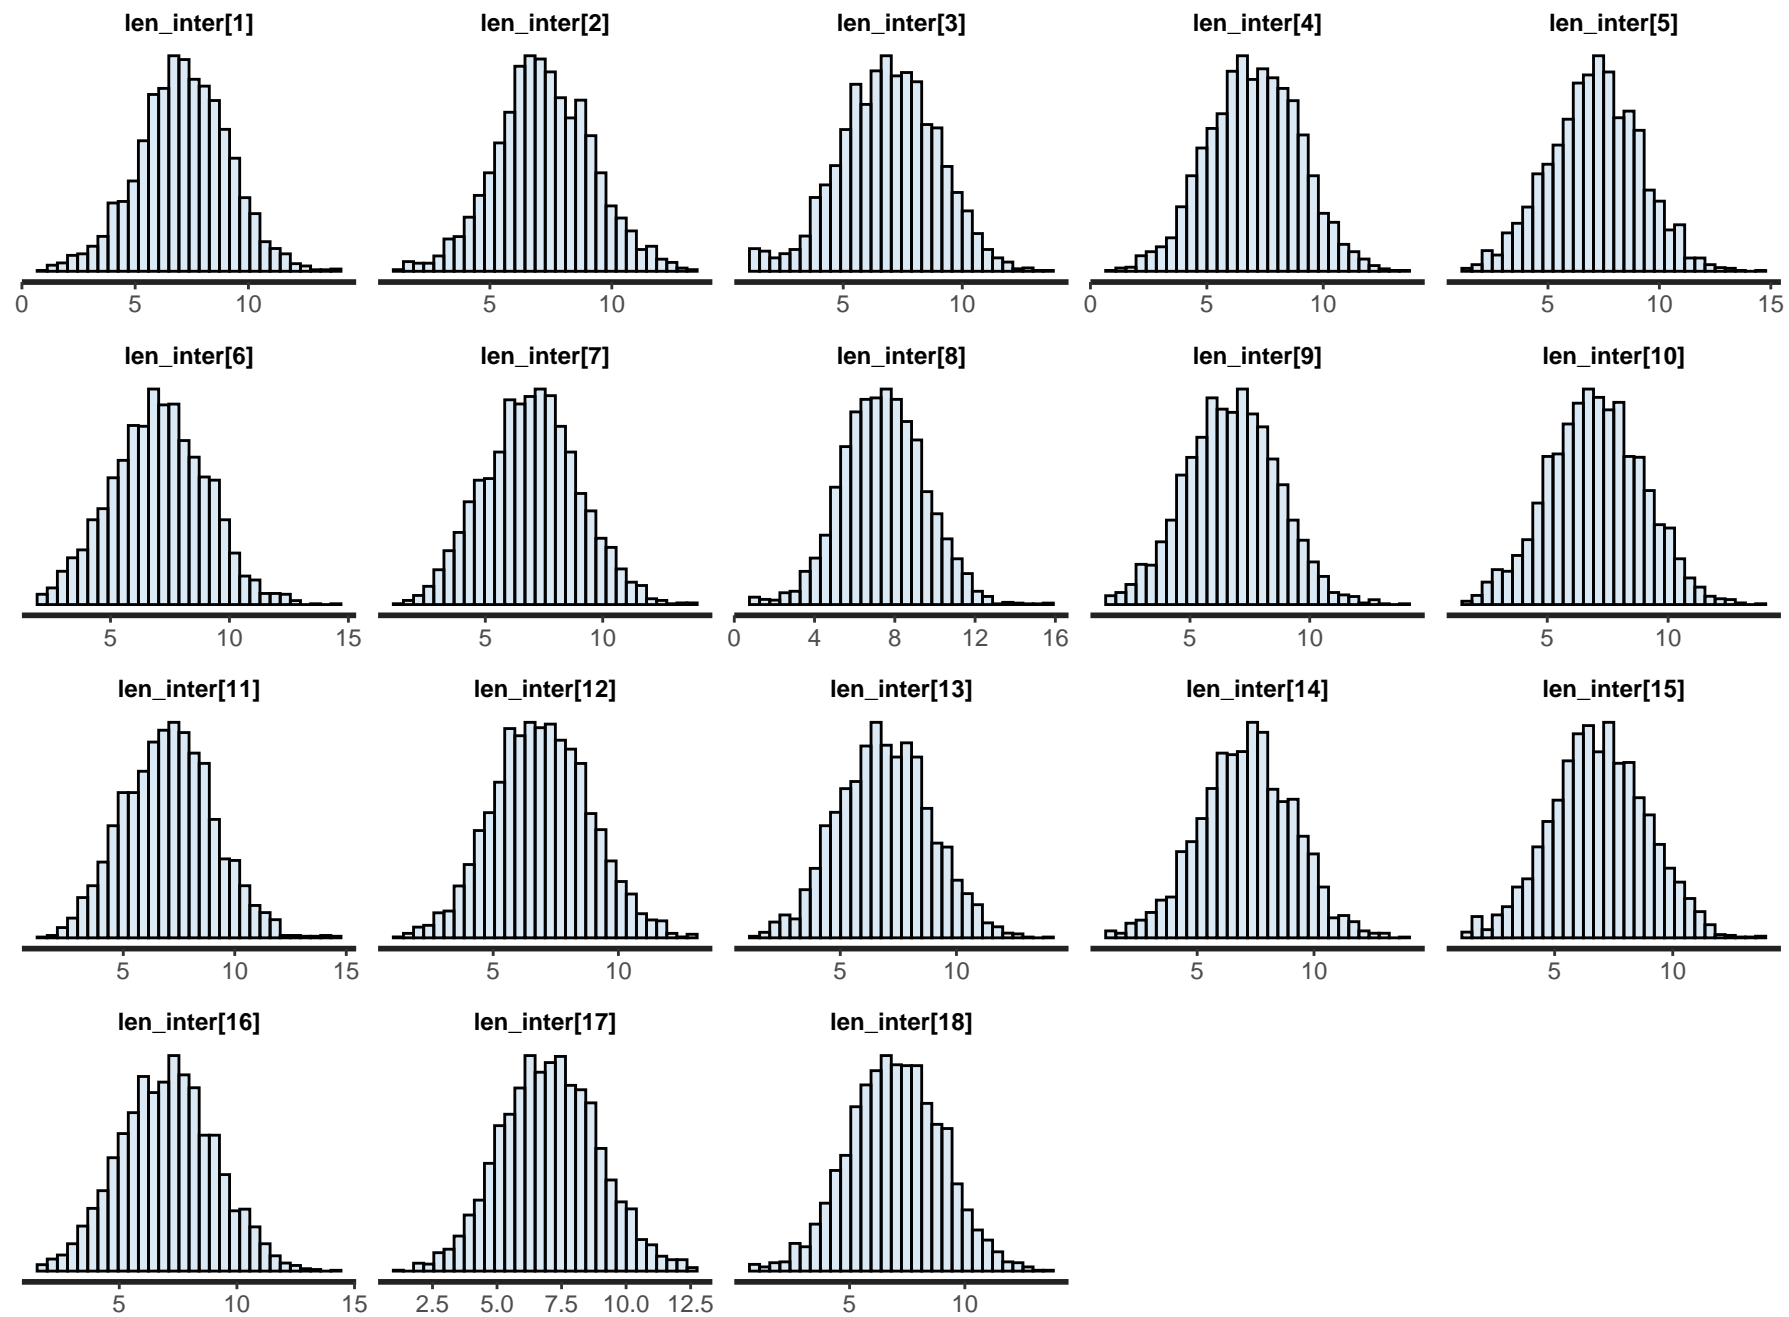 len_inter[1] len_inter[2] len_inter[3] len_inter[4] len_inter[5]
0 5 10 5 10 5 10 0 5 10 5 10 15
len_inter[6] len_inter[7] len_inter[8] len_inter[9] len_inter[10]
5 10 15 5 10 0 4 8 12 16 5 10 5 10
len_inter[11] len_inter[12] len_inter[13] len_inter[14] len_inter[15]
5 10 15 5 10 5 10 5 10 5 10
len_inter[16] len_inter[17] len_inter[18]
5 10 15 2.5 5.0 7.5 10.0 12.5 5 10